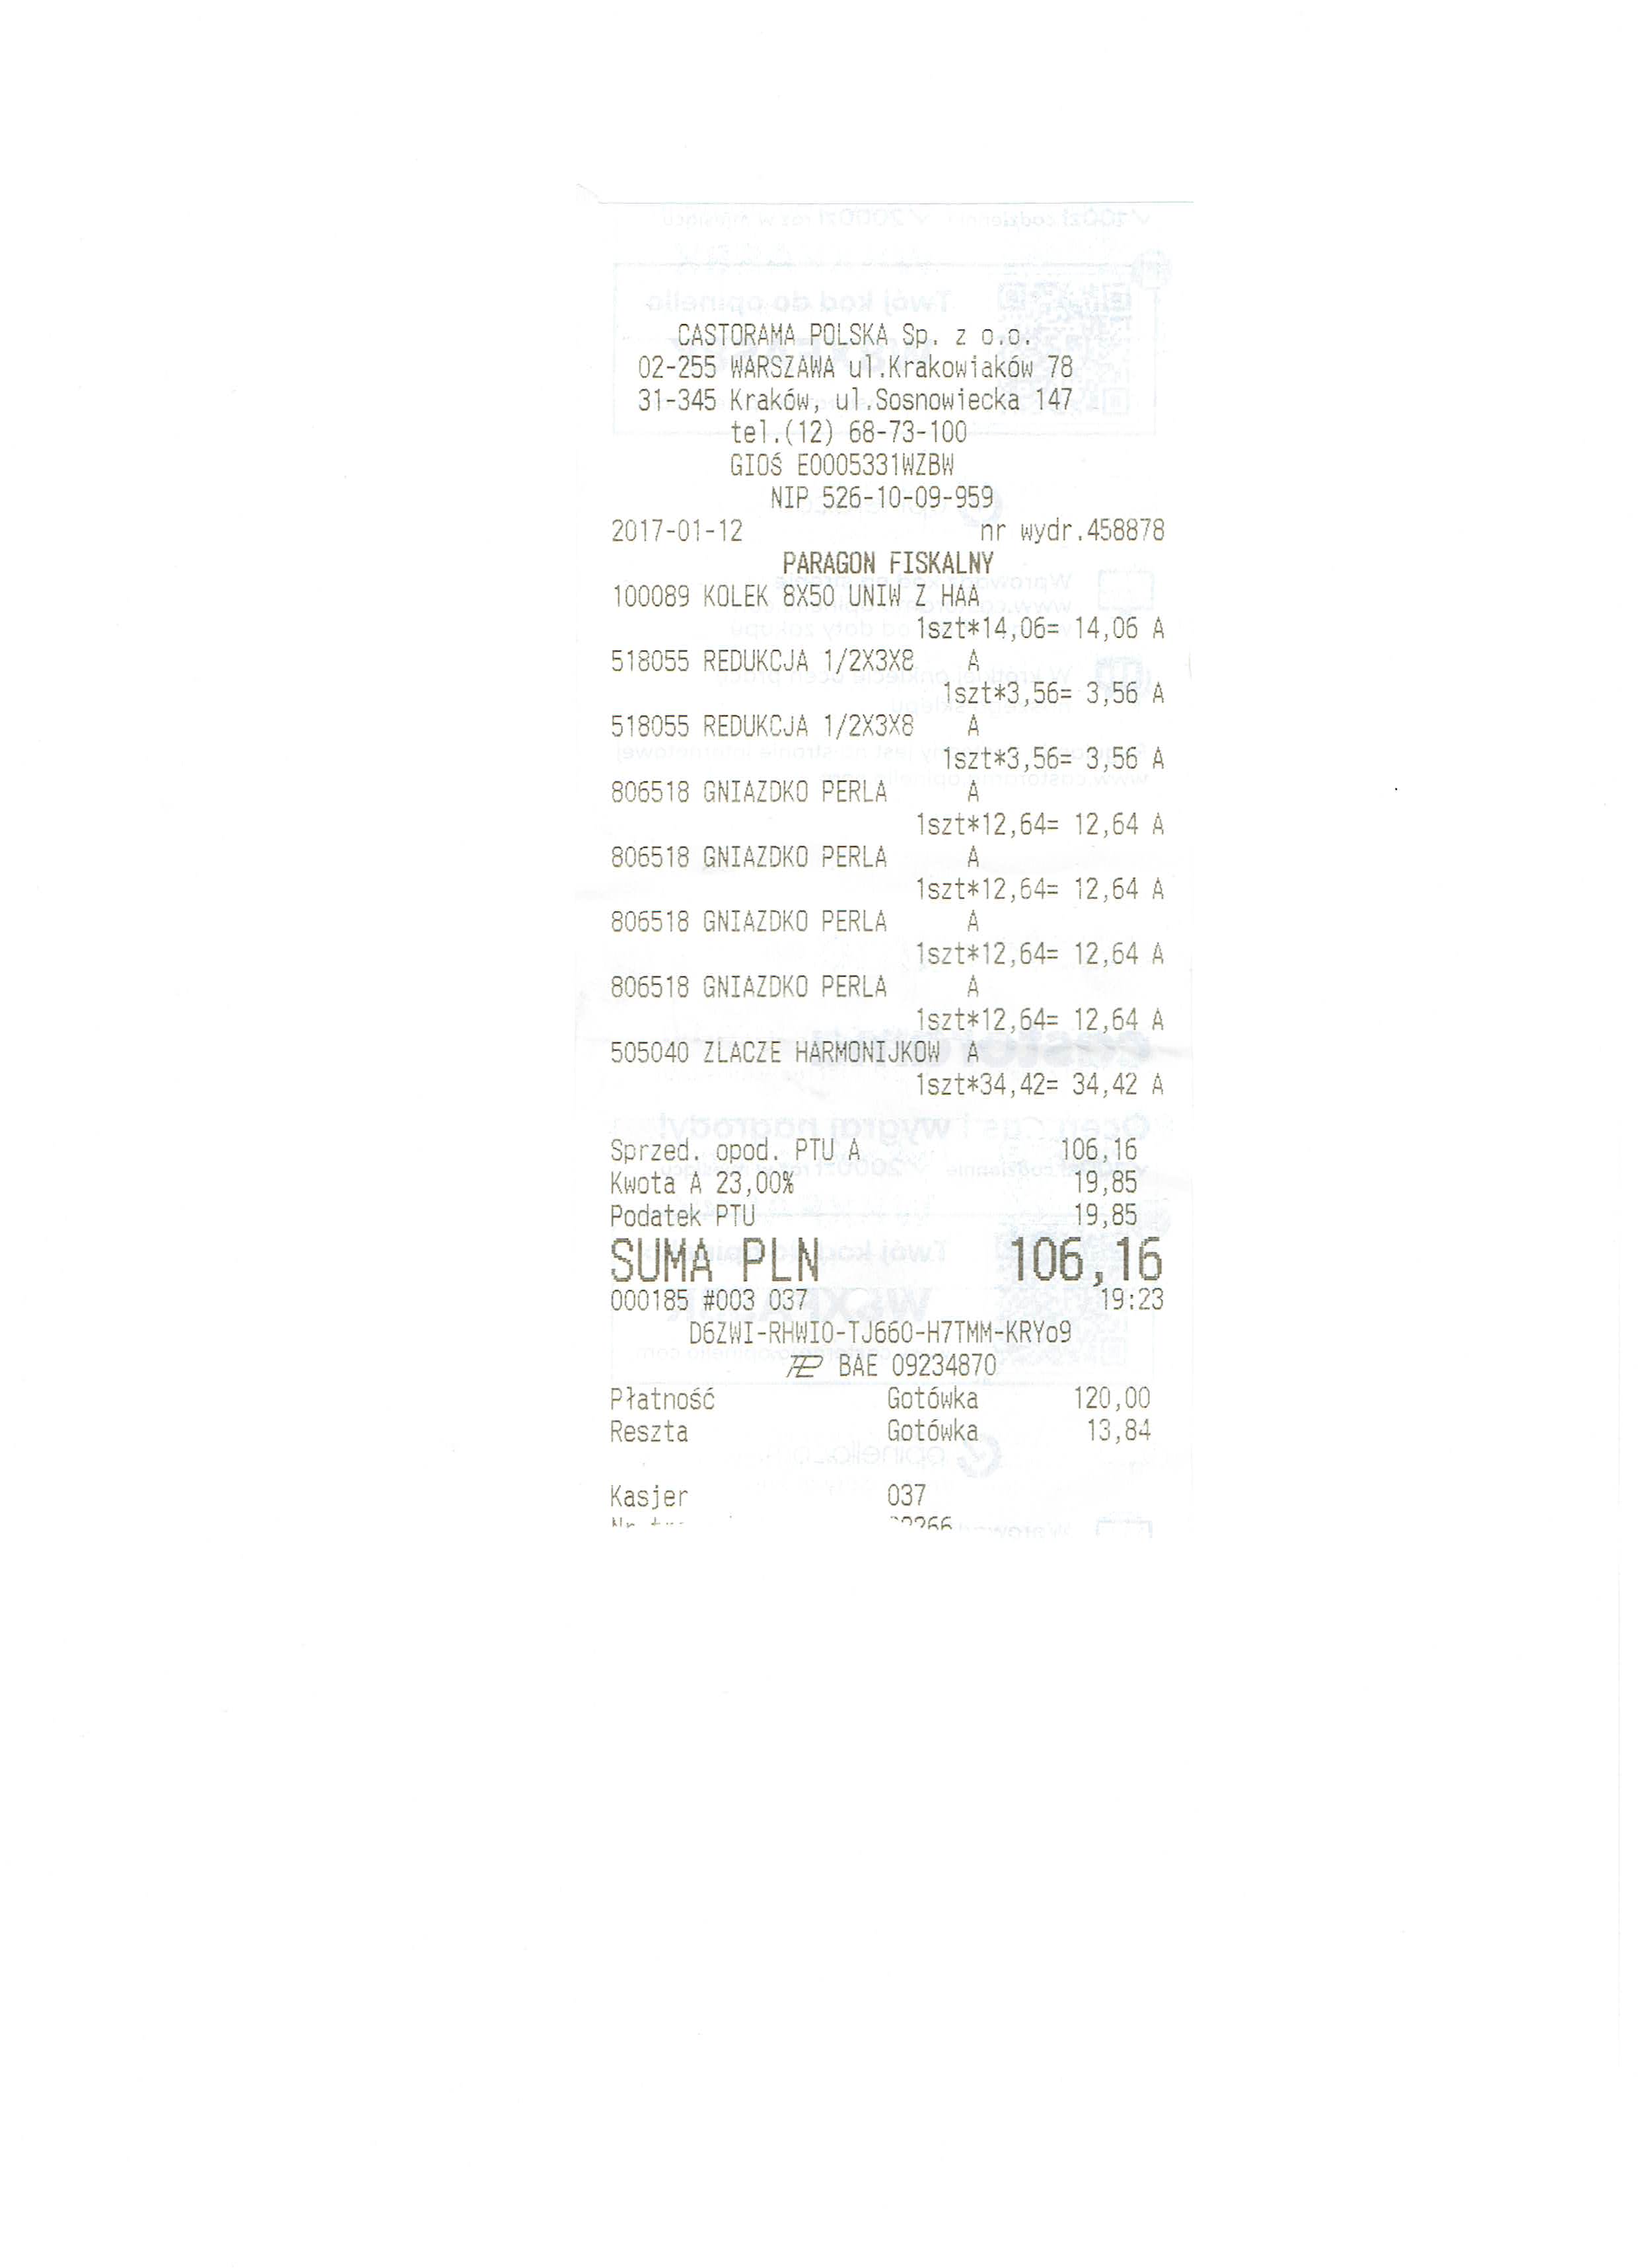 CASTORAMA POLSKA Sp. z o.o.
02-255 WARSZAWA ul.Krakowiaków 78
31-345 Kraków, ul.Sosnowiecka 147
tel.(12) 68-73-100
GIOŚ E0005331WZBW
NIP 526-10-09-959
2017-01-12 nr wydr.458878
PARAGON FISKALNY
100089 KOLEK 8X50 UNIW Z HAA
1szt*14,06= 14,06 A
518055 REDUKCJA 1/2X3X8 A
1szt*3,56= 3,56 A
518055 REDUKCJA 1/2X3X8 A
1szt*3,56= 3,56 A
806518 GNIAZDKO PERLA A
1szt*12,64= 12,64 A
806518 GNIAZDKO PERLA A
1szt*12,64= 12,64 A
806518 GNIAZDKO PERLA A
1szt*12,64= 12,64 A
806518 GNIAZDKO PERLA A
1szt*12,64= 12,64 A
505040 ZLACZE HARMONIJKOW A
1szt*34,42= 34,42 A
Sprzed. opod. PTU A 106,16
Kwota A 23,00% 19,85
Podatek PTU 19,85
SUMA PLN 106,16
000185 #003 037 19:23
D6ZWI-RHWIO-TJ660-H7TMM-KRYo9
BAE 09234870
Płatność Gotówka 120,00
Reszta Gotówka 13,84
Kasjer 037